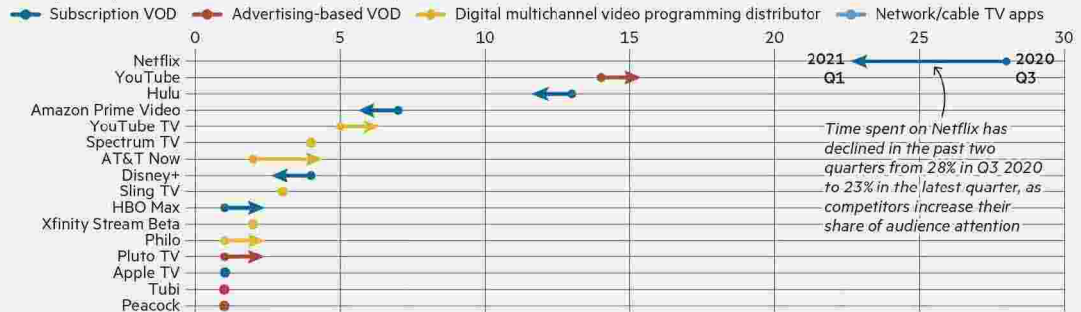 Subscription VOD Advertising-based VOD Digital multichannel video programming distributor Network/cable TV apps
0 5 10 15 20 25 30
Netflix 2021 2020
YouTube Q1 Q3
Hulu
Amazon Prime Video
YouTube TV Time spent on Netflix has
Spectrum TV declined in the past two
AT&T Now quarters from 28% in Q3 2020
Disney+ to 23% in the latest quarter, as
Sling TV competitors increase their
HBO Max share of audience attention
Xfinity Stream Beta
Philo
Pluto TV
Apple TV
Tubi
Peacock